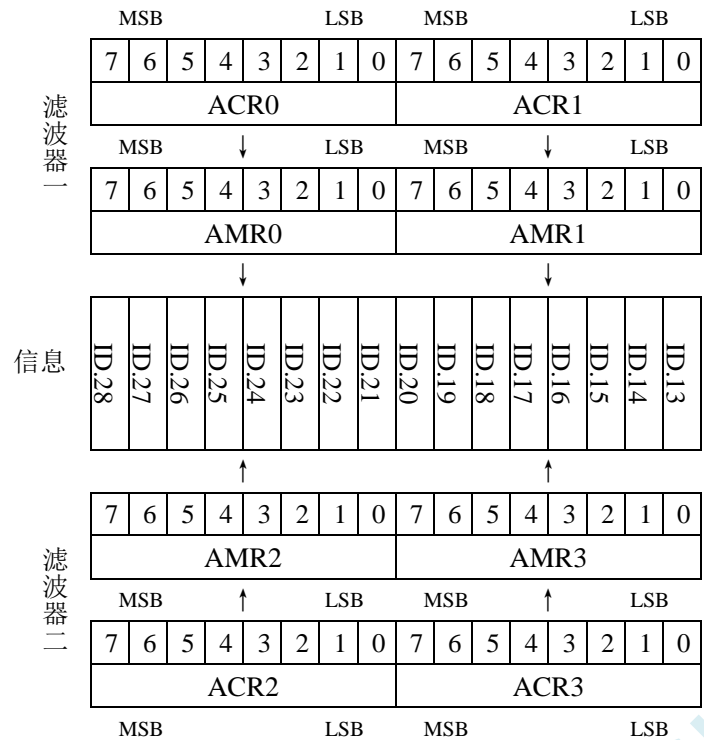 MSB LSB MSB LSB
7 6 5 4 3 2 1 0 7 6 5 4 3 2 1 0
ACR0 ACR1
滤波器一
MSB LSB MSB LSB
7 6 5 4 3 2 1 0 7 6 5 4 3 2 1 0
AMR0 AMR1
信息
ID.28 ID.27 ID.26 ID.25 ID.24 ID.23 ID.22 ID.21 ID.20 ID.19 ID.18 ID.17 ID.16 ID.15 ID.14 ID.13
7 6 5 4 3 2 1 0 7 6 5 4 3 2 1 0
AMR2 AMR3
滤波器二
MSB LSB MSB LSB
7 6 5 4 3 2 1 0 7 6 5 4 3 2 1 0
ACR2 ACR3
MSB LSB MSB LSB